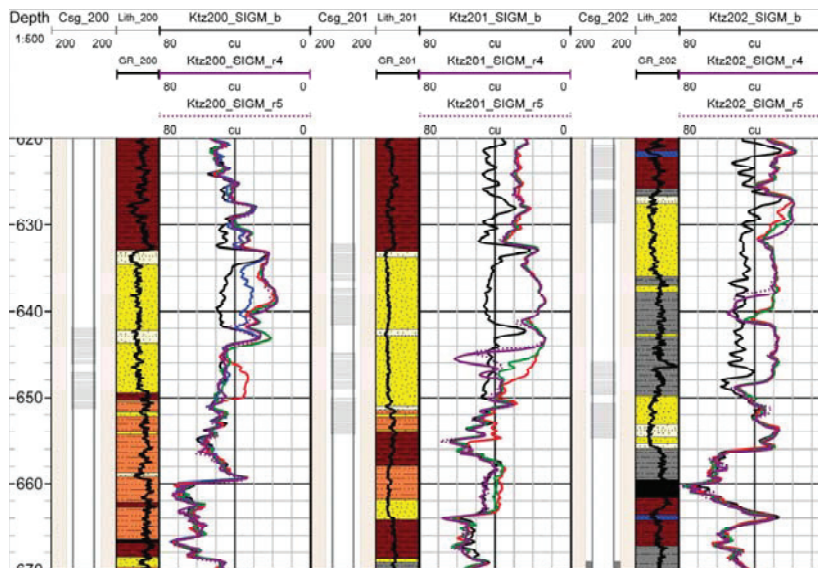 Depth Csg_200 Lith_200 Ktz200_SIGM_b Csg_201 Lith_201 Ktz201_SIGM_b Csg_202 Lith_202 Ktz202_SIGM_b
1:500 200 200 80 cu 0 200 200 80 cu 0 200 200 80 cu
GR_200 Ktz200_SIGM_r4 GR_201 Ktz201_SIGM_r4 GR_202 Ktz202_SIGM_r4
80 cu 0 80 cu 0 80 cu
Ktz200_SIGM_r5 Ktz201_SIGM_r5 Ktz202_SIGM_r5
80 cu 0 80 cu 0 80 cu
620
630
640
650
660
670